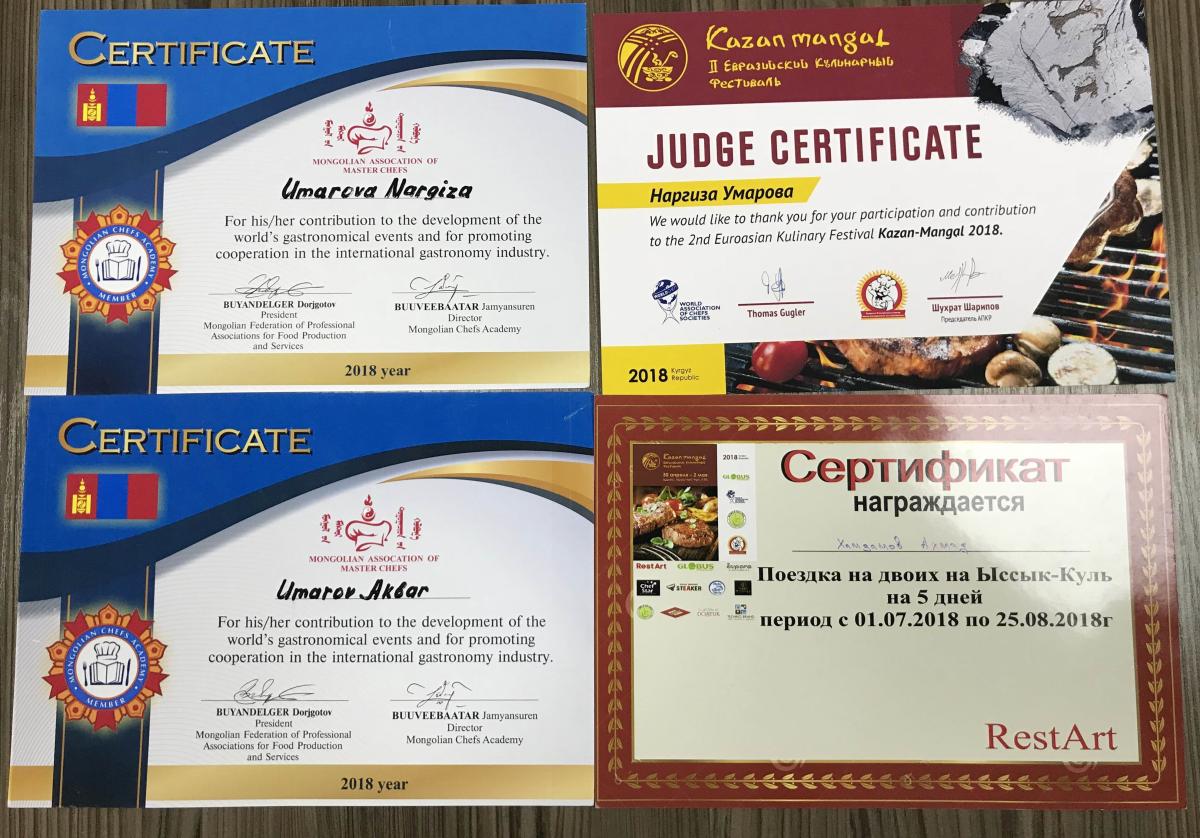 CERTIFICATE
MONGOLIAN ASSOCATION OF
MASTER CHEFS
Umarova Nargiza
For his/her contribution to the development of the
world's gastronomical events and for promoting
cooperation in the international gastronomy industry.
MONGOLIAN CHEFS ACADEMY
MEMBER
BUYANDELGER Dorjgotov
President
Mongolian Federation of Professional
Associations for Food Production
and Services
BUUVEEBAATAR Jamyansuren
Director
Mongolian Chefs Academy
2018 year
Kazan mangal
II Евразийский Кулинарный
Фестиваль
JUDGE CERTIFICATE
Наргиза Умарова
We would like to thank you for your participation and contribution
to the 2nd Euroasian Kulinary Festival Kazan-Mangal 2018.
WORLD
ASSOCIATION
OF CHEFS
SOCIETIES
Thomas Gugler
Шухрат Шарипов
Председатель АПКР
2018 Kyrgyz
Republic
CERTIFICATE
MONGOLIAN ASSOCATION OF
MASTER CHEFS
Umarov Akbar
For his/her contribution to the development of the
world's gastronomical events and for promoting
cooperation in the international gastronomy industry.
MONGOLIAN CHEFS ACADEMY
MEMBER
BUYANDELGER Dorjgotov
President
Mongolian Federation of Professional
Associations for Food Production
and Services
BUUVEEBAATAR Jamyansuren
Director
Mongolian Chefs Academy
2018 year
Kazan mangal
30 апреля - 2 мая
2018
GLOBUS
RestArt GLOBUS
Chef Star
STEAKER
Сертификат
награждается
Хамдамов Ахмад
Поездка на двоих на Ыссык-Куль
на 5 дней
период с 01.07.2018 по 25.08.2018г
RestArt